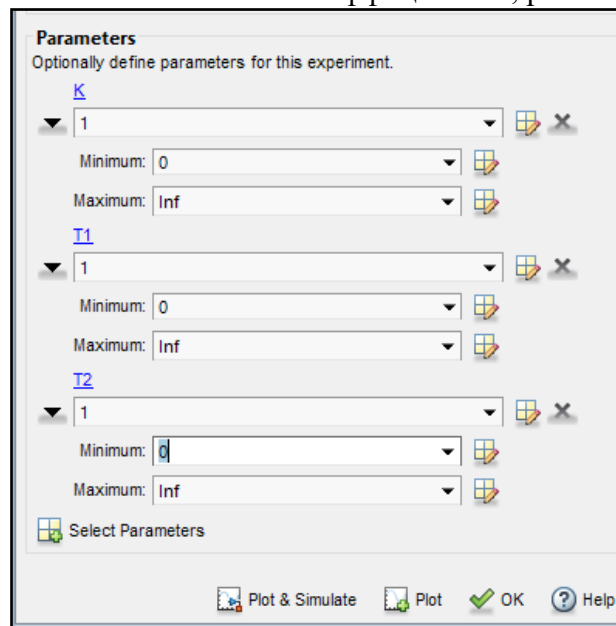 Parameters
Optionally define parameters for this experiment.
K
1
Minimum: 0
Maximum: Inf
T1
1
Minimum: 0
Maximum: Inf
T2
1
Minimum: 0
Maximum: Inf
Select Parameters
Plot & Simulate Plot OK Help